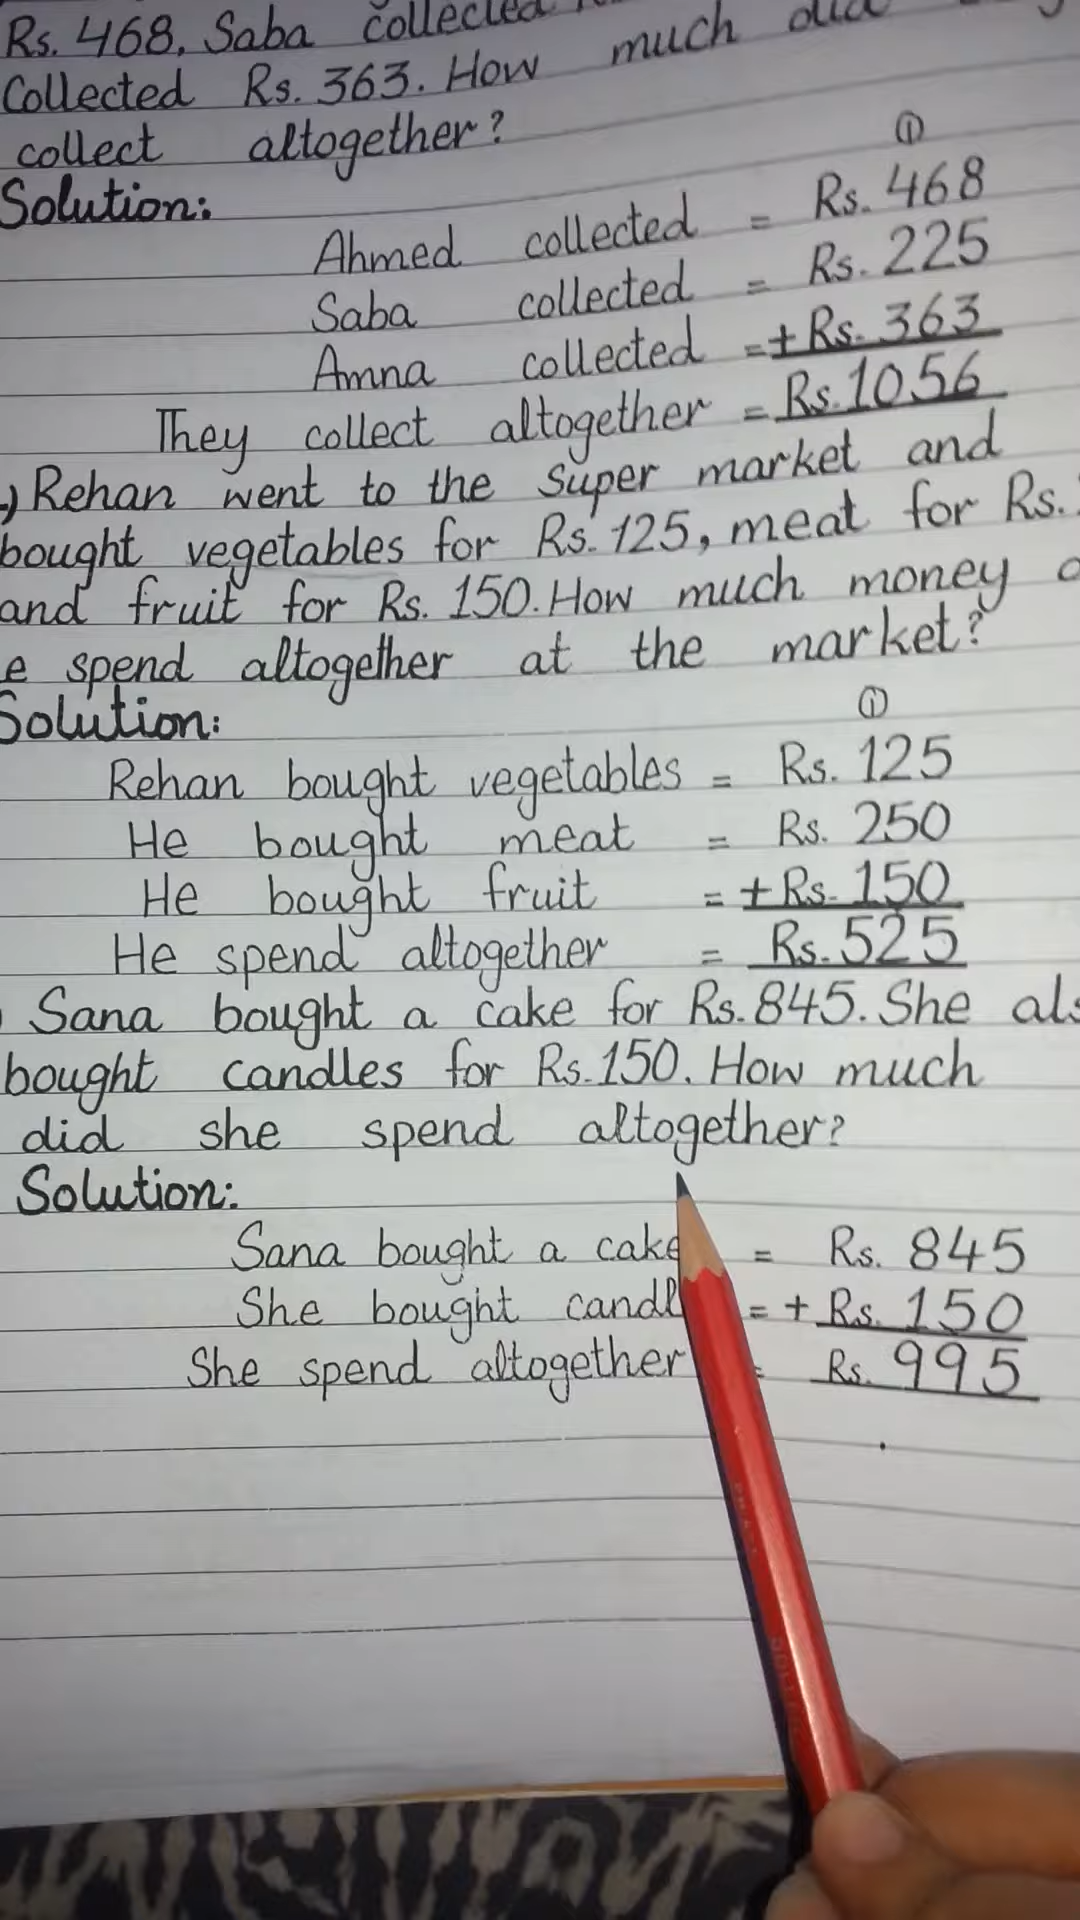 Rs. 468, Saba collected
Collected Rs. 363. How much did
collect altogether?
Solution:
①
Ahmed collected = Rs. 468
Saba collected = Rs. 225
Amna collected =+Rs. 363
They collect altogether = Rs. 1056
Rehan went to the super market and
bought vegetables for Rs. 125, meat for Rs.
and fruit for Rs. 150. How much money
e spend altogether at the market?
Solution:
①
Rehan bought vegetables = Rs. 125
He bought meat = Rs. 250
He bought fruit = +Rs. 150
He spend altogether = Rs. 525
Sana bought a cake for Rs. 845. She als
bought candles for Rs. 150. How much
did she spend altogether?
Solution:
Sana bought a cake = Rs. 845
She bought candl = + Rs. 150
She spend altogether = Rs. 995